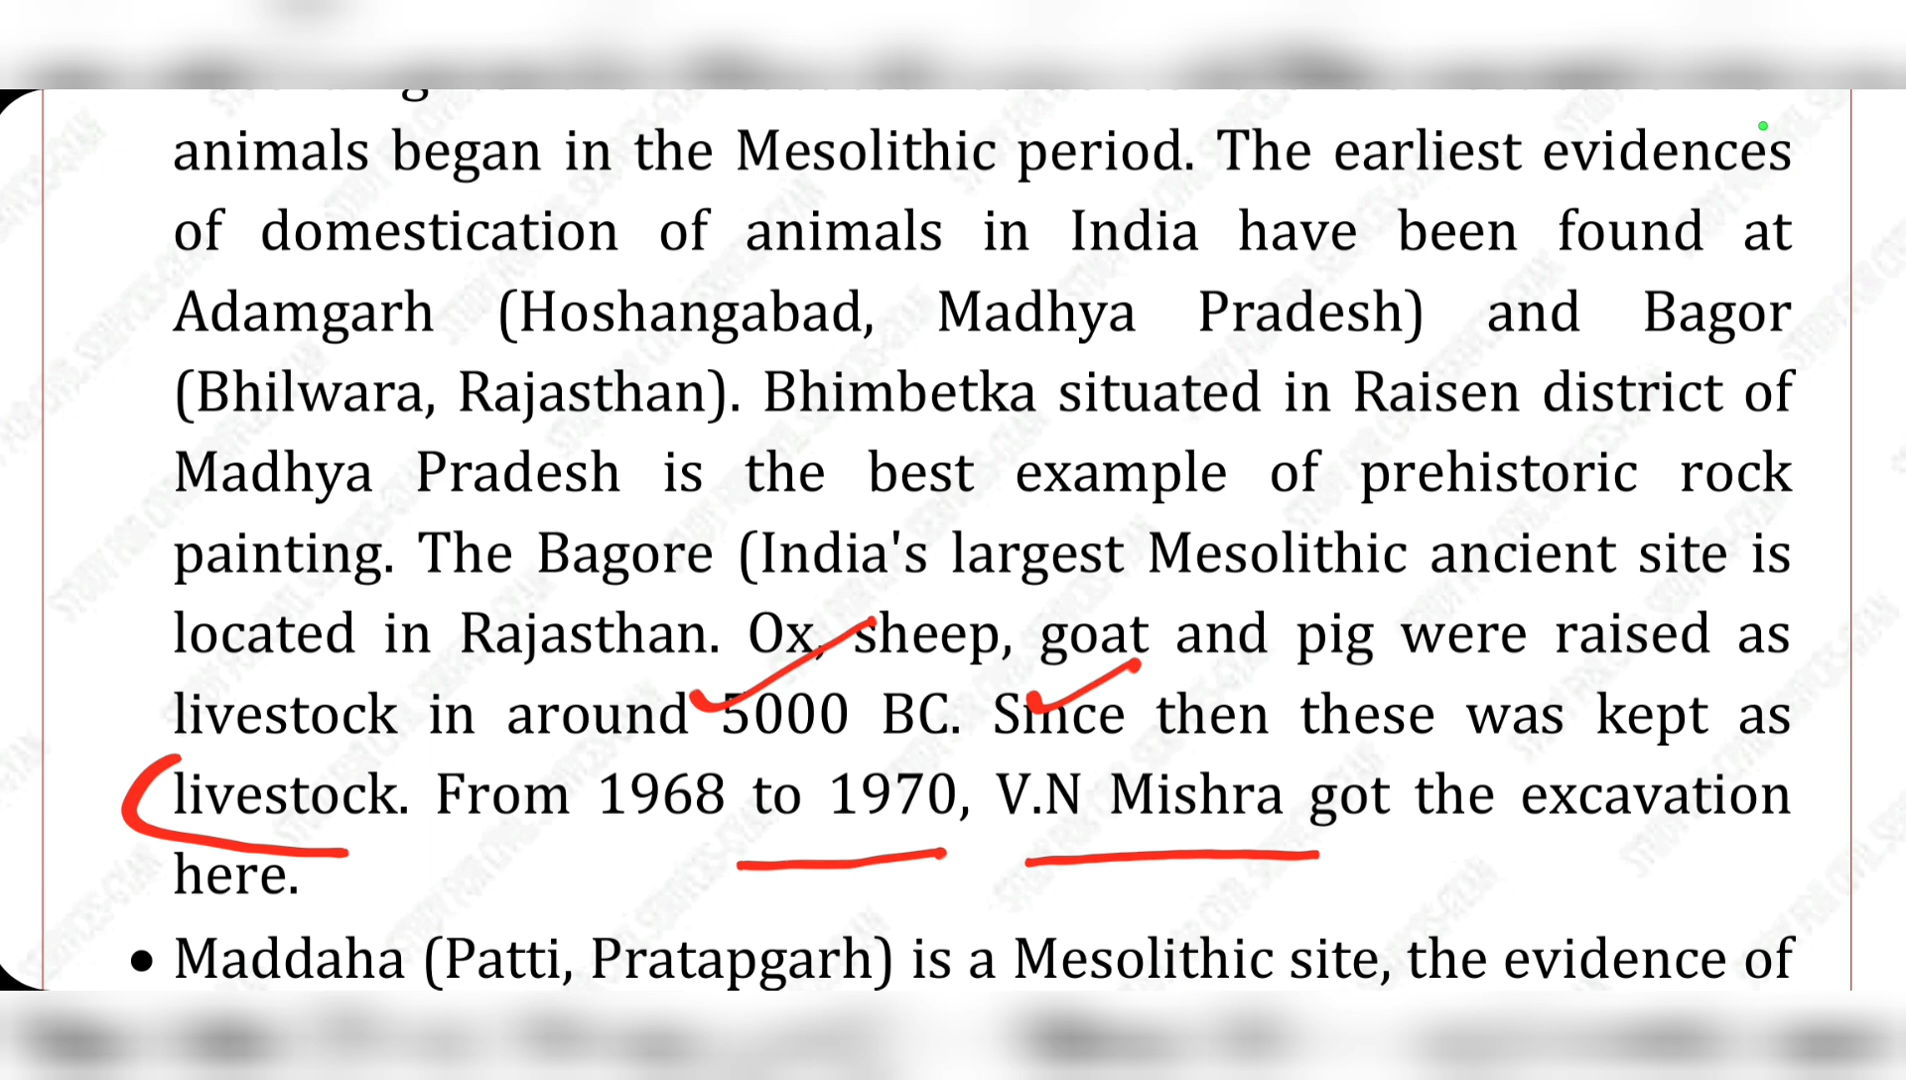 animals began in the Mesolithic period. The earliest evidences
of domestication of animals in India have been found at
Adamgarh (Hoshangabad, Madhya Pradesh) and Bagor
(Bhilwara, Rajasthan). Bhimbetka situated in Raisen district of
Madhya Pradesh is the best example of prehistoric rock
painting. The Bagore (India's largest Mesolithic ancient site is
located in Rajasthan. Ox, sheep, goat and pig were raised as
livestock in around 5000 BC. Since then these was kept as
livestock. From 1968 to 1970, V.N Mishra got the excavation
here.
• Maddaha (Patti, Pratapgarh) is a Mesolithic site, the evidence of